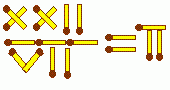 XXII
― = π
VII